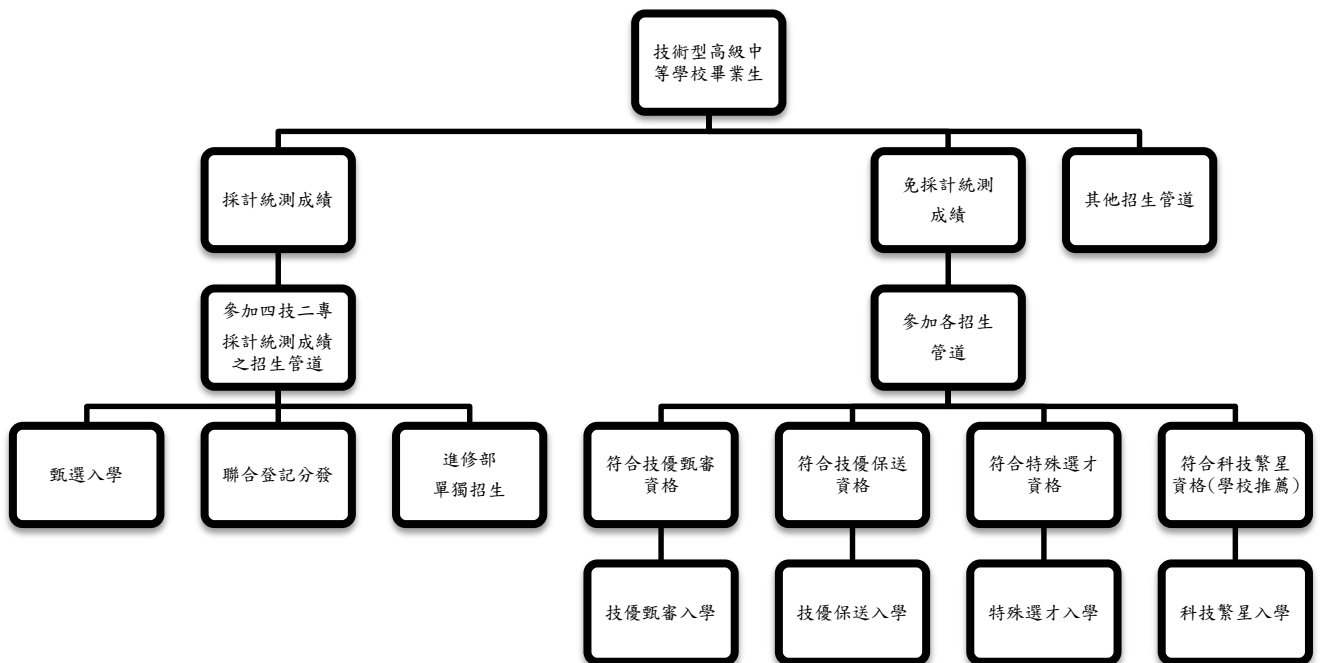 技術型高級中
等學校畢業生
採計統測成績
免採計統測
成績
其他招生管道
參加四技二專
採計統測成績
之招生管道
參加各招生
管道
甄選入學
聯合登記分發
進修部
單獨招生
符合技優甄審
資格
符合技優保送
資格
符合特殊選才
資格
符合科技繁星
資格(學校推薦)
技優甄審入學
技優保送入學
特殊選才入學
科技繁星入學